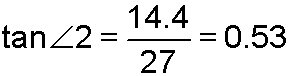 tan∠2 = 14.4/27 = 0.53